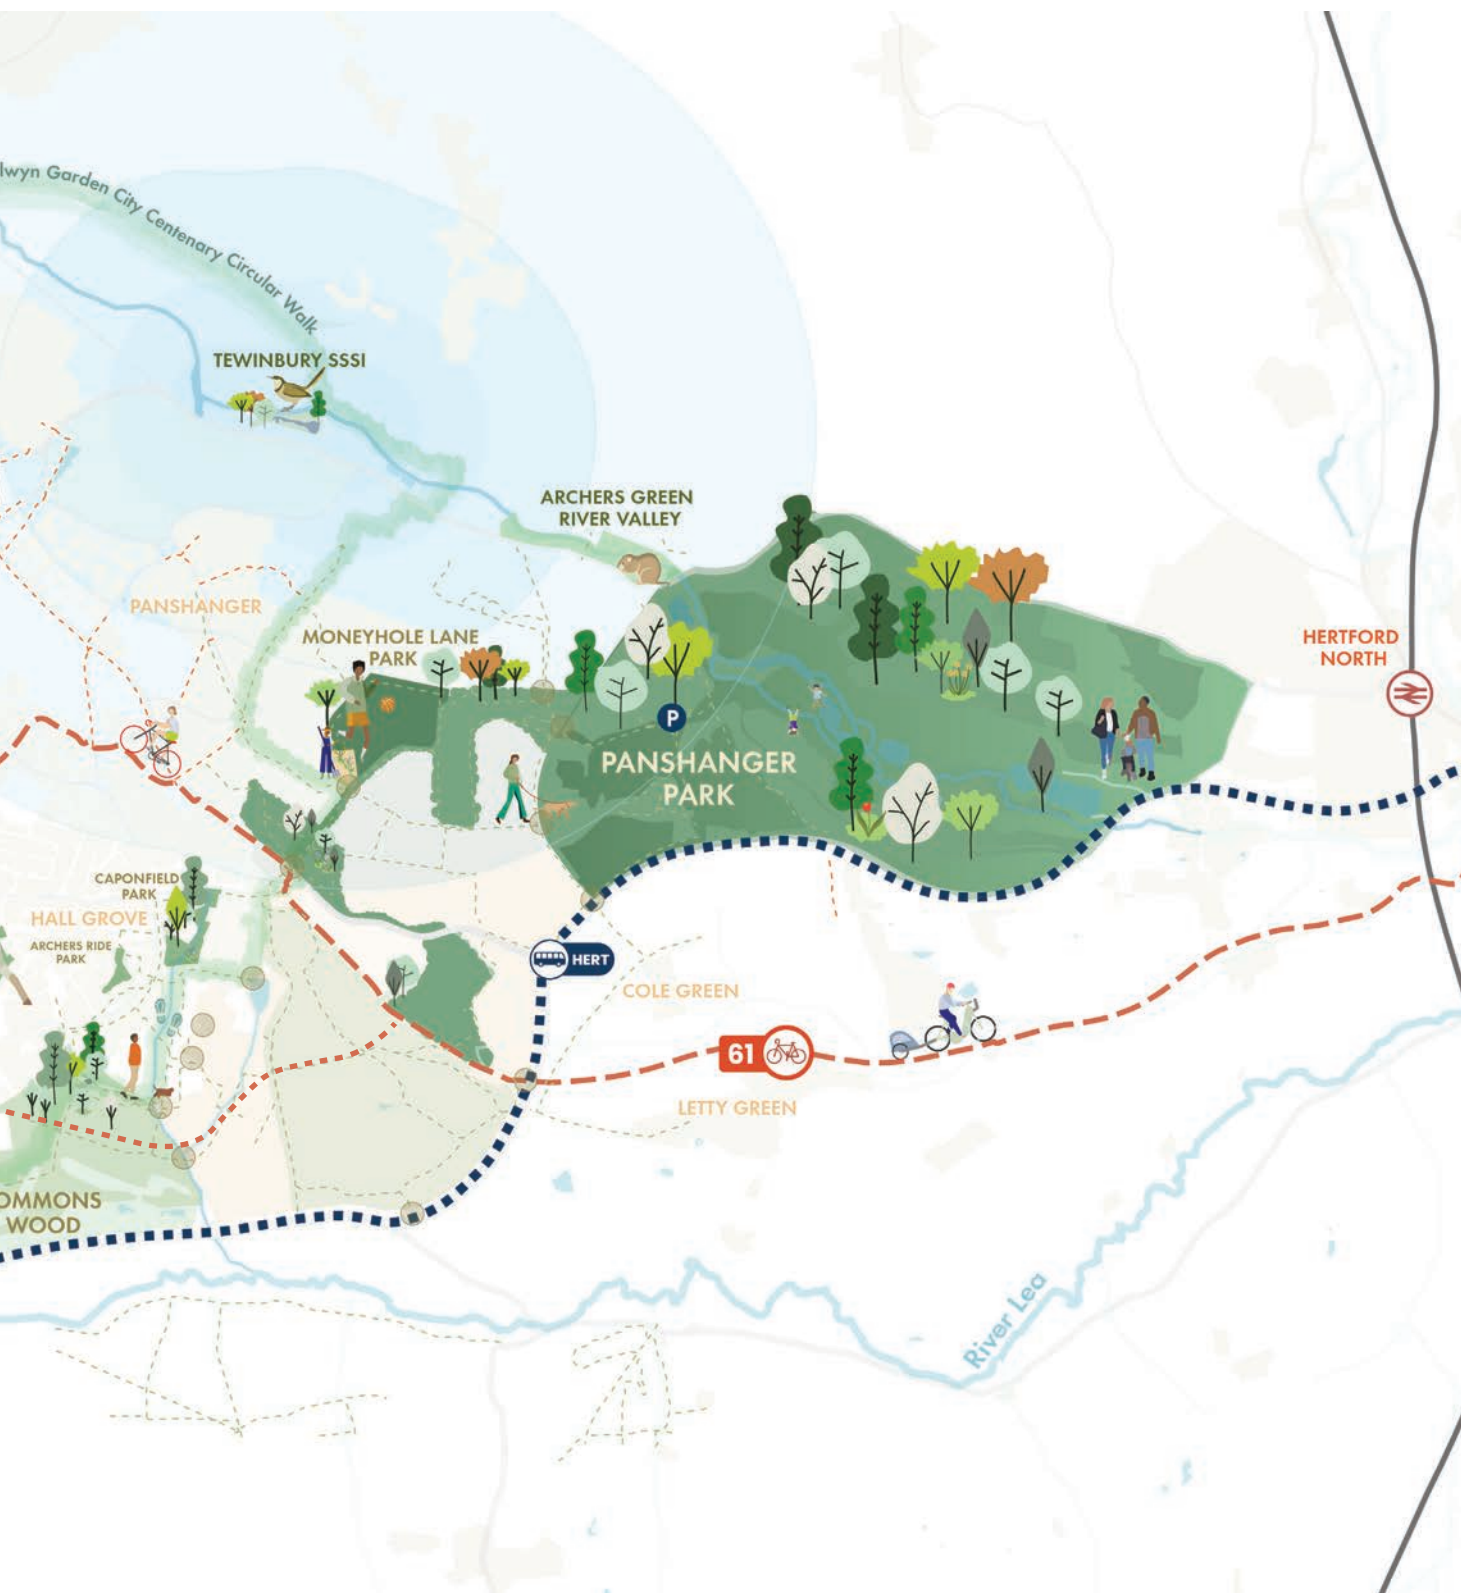 lwyn Garden City Centenary Circular Walk
TEWINBURY SSSI
ARCHERS GREEN
RIVER VALLEY
PANSHANGER
MONEYHOLE LANE
PARK
HERTFORD
NORTH
P
PANSHANGER
PARK
CAPONFIELD
PARK
HALL GROVE
ARCHERS RIDE
PARK
HERT
COLE GREEN
61
LETTY GREEN
OMMONS
WOOD
River Lea